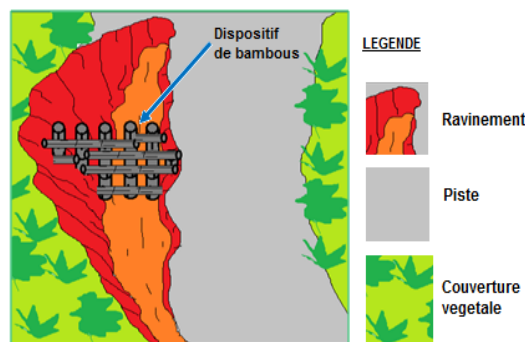 Dispositif
de bambous
LEGENDE
Ravinement
Piste
Couverture
vegetale